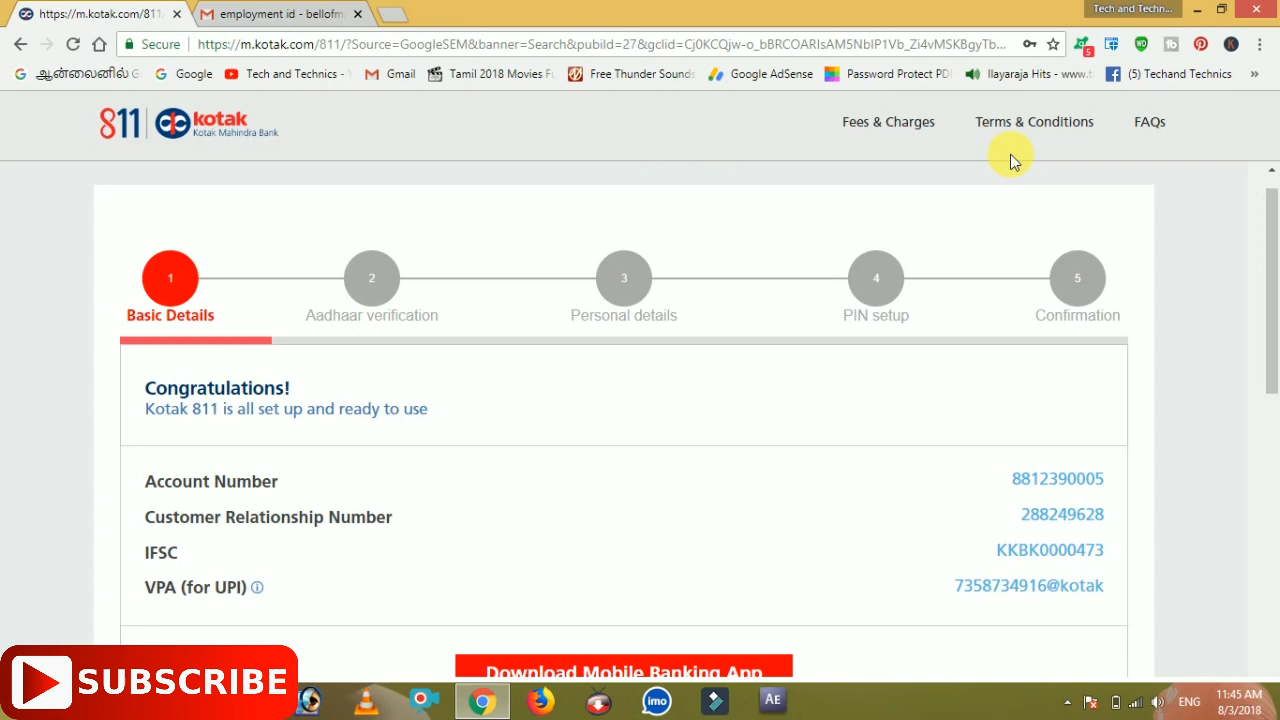 https://m.kotak.com/811/
employment id - bellofm
Tech and Techn...
Secure
https://m.kotak.com/811/?Source=GoogleSEM&banner=Search&pubild=27&gclid=Cj0KCQjw-o_bBRCOARIsAM5NbIP1Vb_Zi4vMSKBgyTb...
5
K
ஆன்லைனில்
Google
Tech and Technics -
Gmail
Tamil 2018 Movies Fu
Free Thunder Sounds
Google AdSense
Password Protect PD
Ilayaraja Hits - www.t
(5) Techand Technics
»
811 kotak
Kotak Mahindra Bank
Fees & Charges
Terms & Conditions
FAQs
1
2
3
4
5
Basic Details
Aadhaar verification
Personal details
PIN setup
Confirmation
Congratulations!
Kotak 811 is all set up and ready to use
Account Number 8812390005
Customer Relationship Number 288249628
IFSC KKBK0000473
VPA (for UPI) 7358734916@kotak
Download Mobile Banking App
SUBSCRIBE
imo
AE
ENG
11:45 AM
8/3/2018